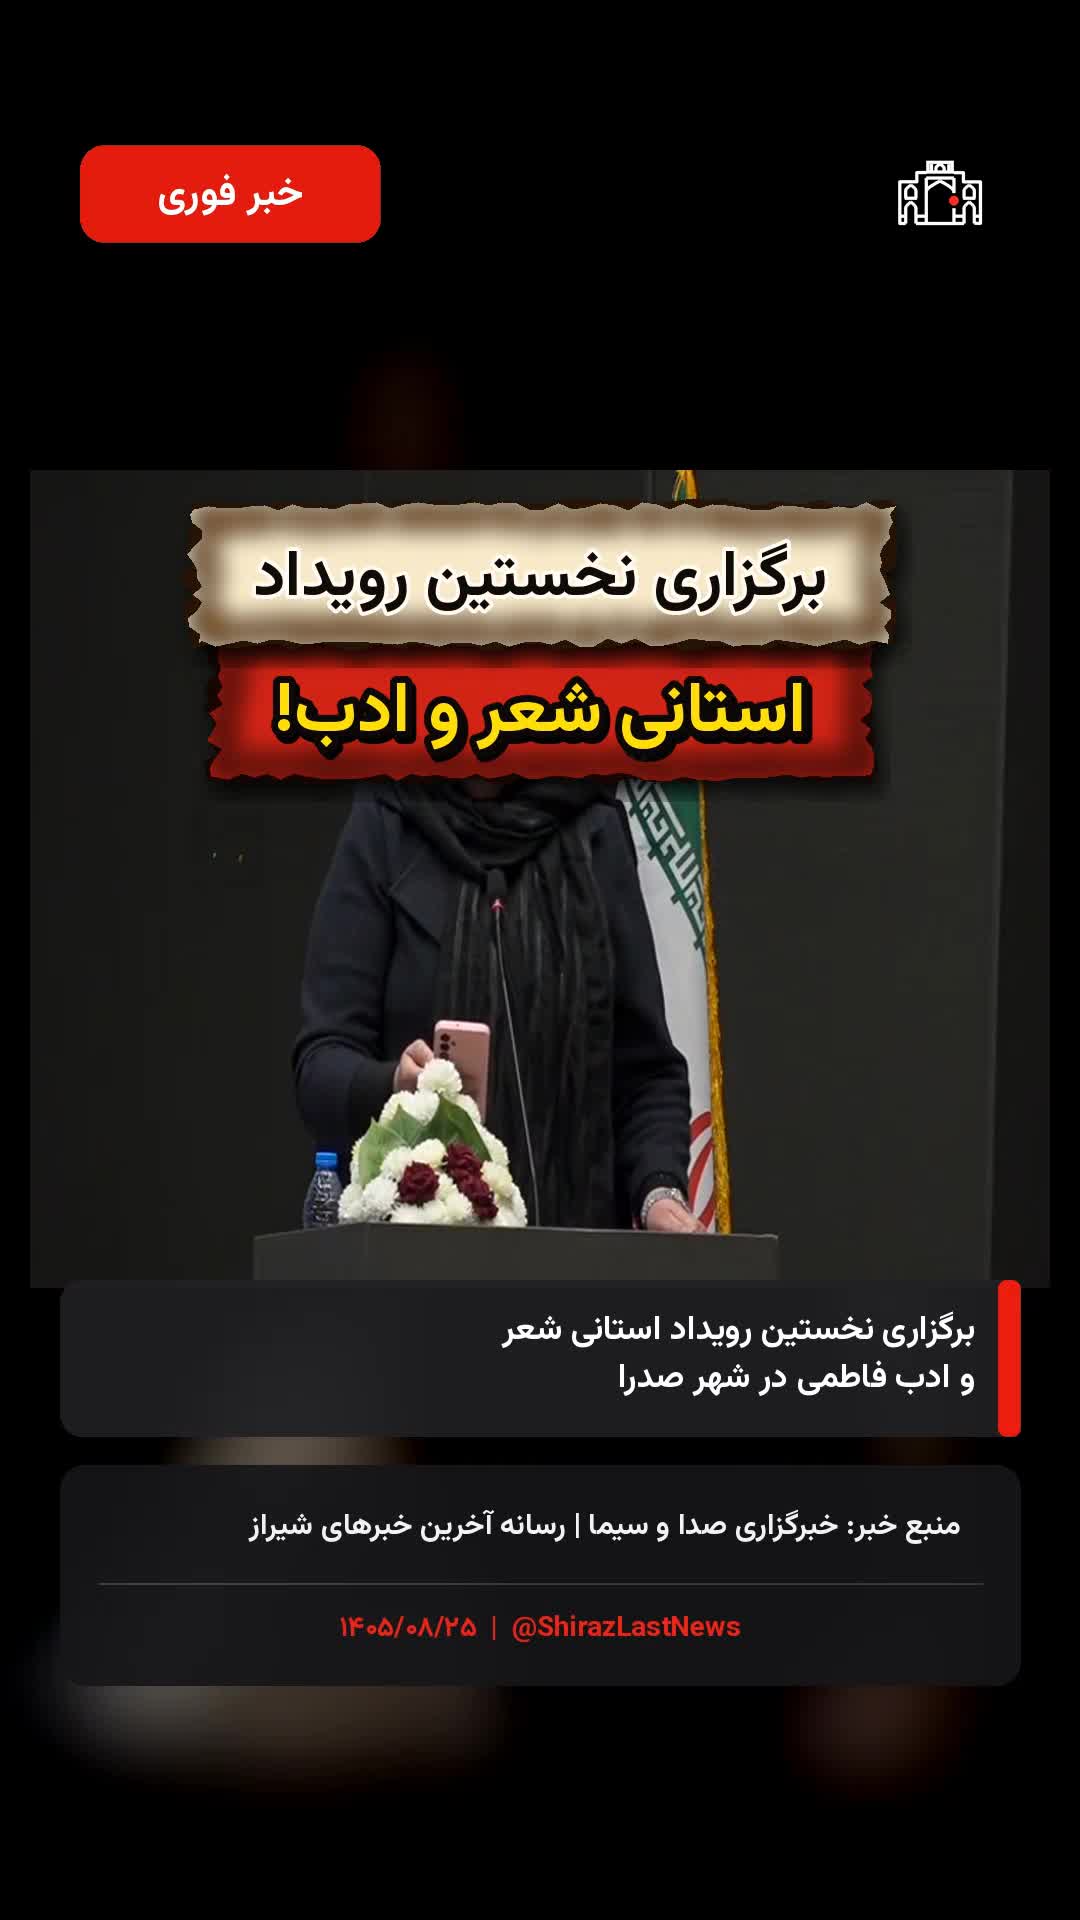 خبر فوری
برگزاری نخستین رویداد
استانی شعر و ادب!
برگزاری نخستین رویداد استانی شعر
و ادب فاطمی در شهر صدرا
منبع خبر: خبرگزاری صدا و سیما | رسانه آخرین خبرهای شیراز
۱۴۰۵/۰۸/۲۵ | @ShirazLastNews